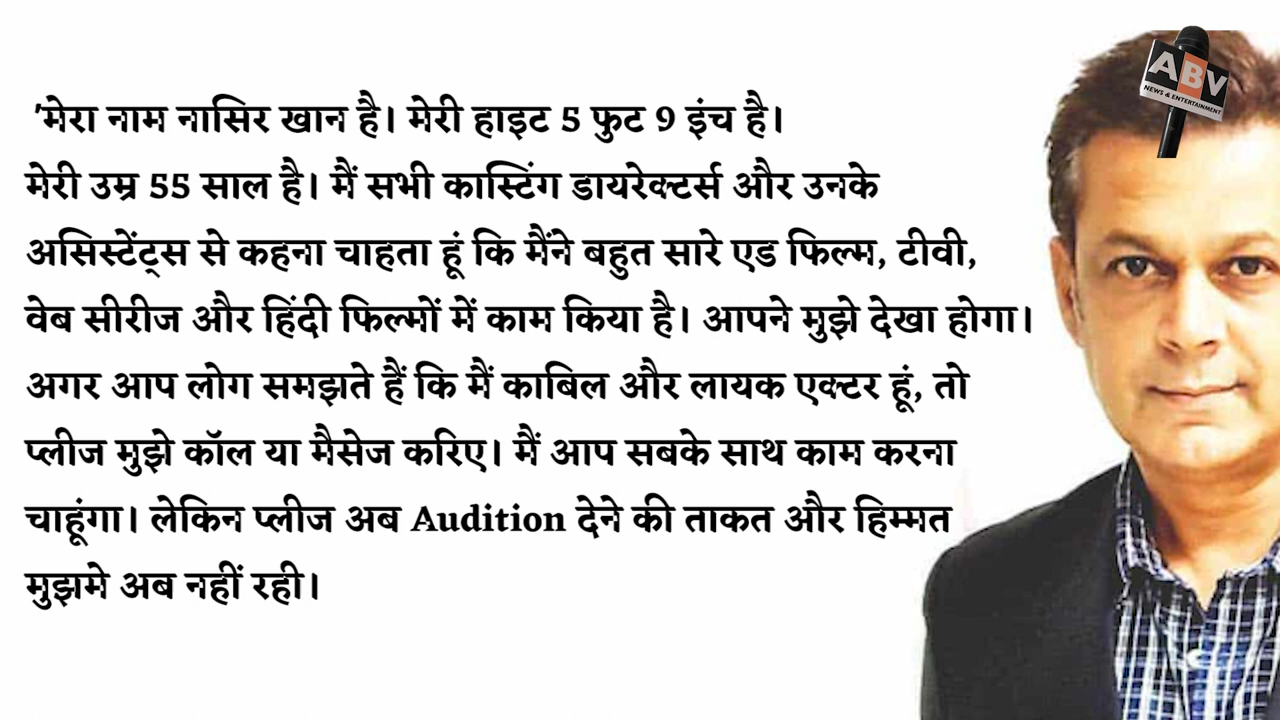 'मेरा नाम नासिर खान है। मेरी हाइट 5 फुट 9 इंच है।
मेरी उम्र 55 साल है। मैं सभी कास्टिंग डायरेक्टर्स और उनके
असिस्टेंट्स से कहना चाहता हूं कि मैंने बहुत सारे एड फिल्म, टीवी,
वेब सीरीज और हिंदी फिल्मों में काम किया है। आपने मुझे देखा होगा।
अगर आप लोग समझते हैं कि मैं काबिल और लायक एक्टर हूं, तो
प्लीज मुझे कॉल या मैसेज करिए। मैं आप सबके साथ काम करना
चाहूंगा। लेकिन प्लीज अब Audition देने की ताकत और हिम्मत
मुझमे अब नहीं रही।
ABV
NEWS & ENTERTAINMENT